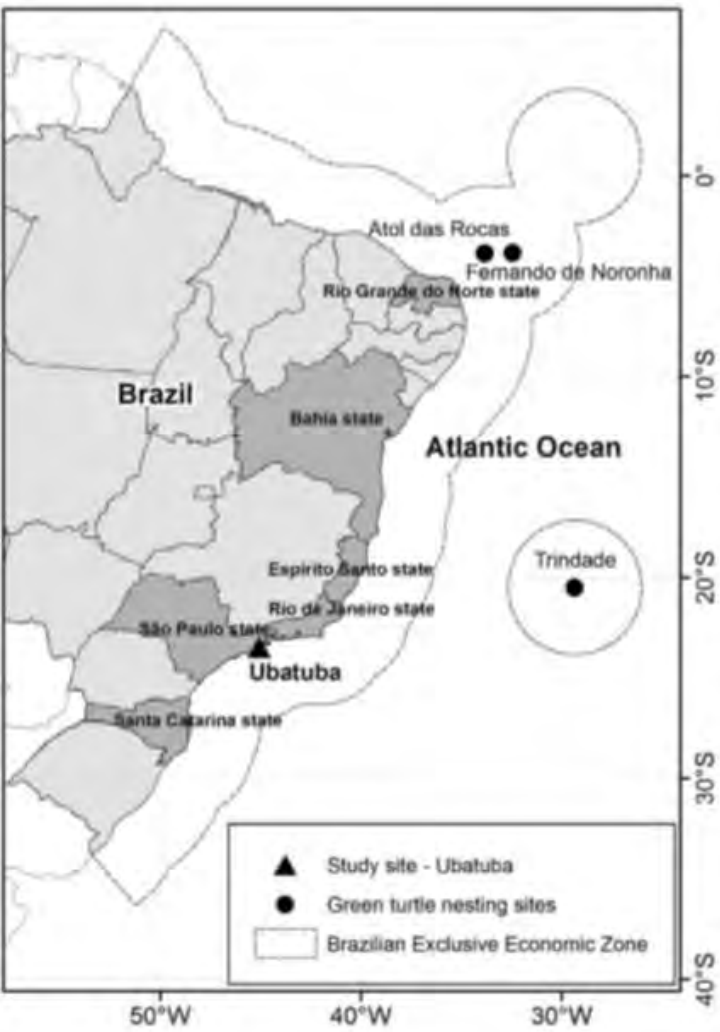 0°
Atol das Rocas
Fernando de Noronha
Rio Grande do Norte state
10°S
Brazil
Bahia state
Atlantic Ocean
Trindade
Espírito Santo state
20°S
Rio de Janeiro state
São Paulo state
Ubatuba
Santa Catarina state
30°S
Study site - Ubatuba
Green turtle nesting sites
Brazilian Exclusive Economic Zone
40°S
50°W
40°W
30°W